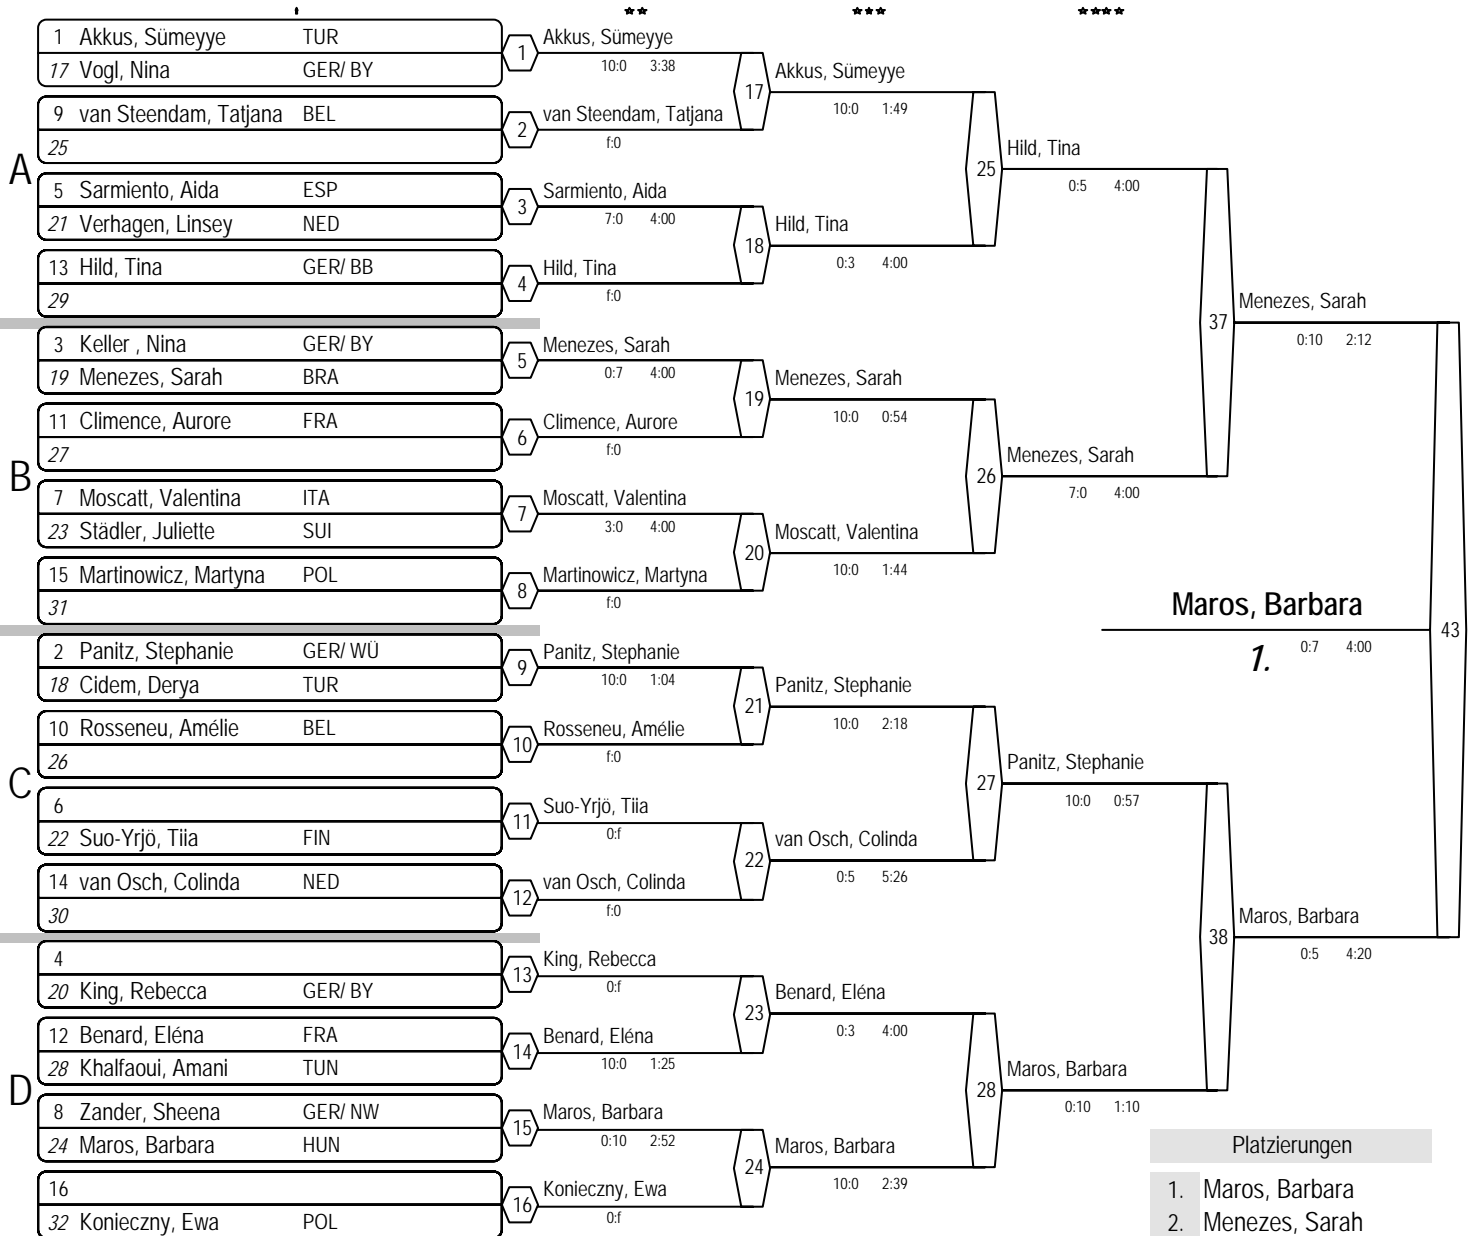 A
1 Akkus, Sümeyye TUR
17 Vogl, Nina GER/ BY
9 van Steendam, Tatjana BEL
25
5 Sarmiento, Aida ESP
21 Verhagen, Linsey NED
13 Hild, Tina GER/ BB
29
B
3 Keller , Nina GER/ BY
19 Menezes, Sarah BRA
11 Climence, Aurore FRA
27
7 Moscatt, Valentina ITA
23 Städler, Juliette SUI
15 Martinowicz, Martyna POL
31
C
2 Panitz, Stephanie GER/ WÜ
18 Cidem, Derya TUR
10 Rosseneu, Amélie BEL
26
6
22 Suo-Yrjö, Tiia FIN
14 van Osch, Colinda NED
30
D
4
20 King, Rebecca GER/ BY
12 Benard, Eléna FRA
28 Khalfaoui, Amani TUN
8 Zander, Sheena GER/ NW
24 Maros, Barbara HUN
16
32 Konieczny, Ewa POL
1 Akkus, Sümeyye
10:0 3:38
2 van Steendam, Tatjana
f:0
3 Sarmiento, Aida
7:0 4:00
4 Hild, Tina
f:0
5 Menezes, Sarah
0:7 4:00
6 Climence, Aurore
f:0
7 Moscatt, Valentina
3:0 4:00
8 Martinowicz, Martyna
f:0
9 Panitz, Stephanie
10:0 1:04
10 Rosseneu, Amélie
f:0
11 Suo-Yrjö, Tiia
0:f
12 van Osch, Colinda
f:0
13 King, Rebecca
0:f
14 Benard, Eléna
10:0 1:25
15 Maros, Barbara
0:10 2:52
16 Konieczny, Ewa
0:f
17 Akkus, Sümeyye
10:0 1:49
18 Hild, Tina
0:3 4:00
19 Menezes, Sarah
10:0 0:54
20 Moscatt, Valentina
10:0 1:44
21 Panitz, Stephanie
10:0 2:18
22 van Osch, Colinda
0:5 5:26
23 Benard, Eléna
0:3 4:00
24 Maros, Barbara
10:0 2:39
25 Hild, Tina
0:5 4:00
26 Menezes, Sarah
7:0 4:00
27 Panitz, Stephanie
10:0 0:57
28 Maros, Barbara
0:10 1:10
37 Menezes, Sarah
0:10 2:12
38 Maros, Barbara
0:5 4:20
43 Maros, Barbara
1. 0:7 4:00
Platzierungen
1. Maros, Barbara
2. Menezes, Sarah